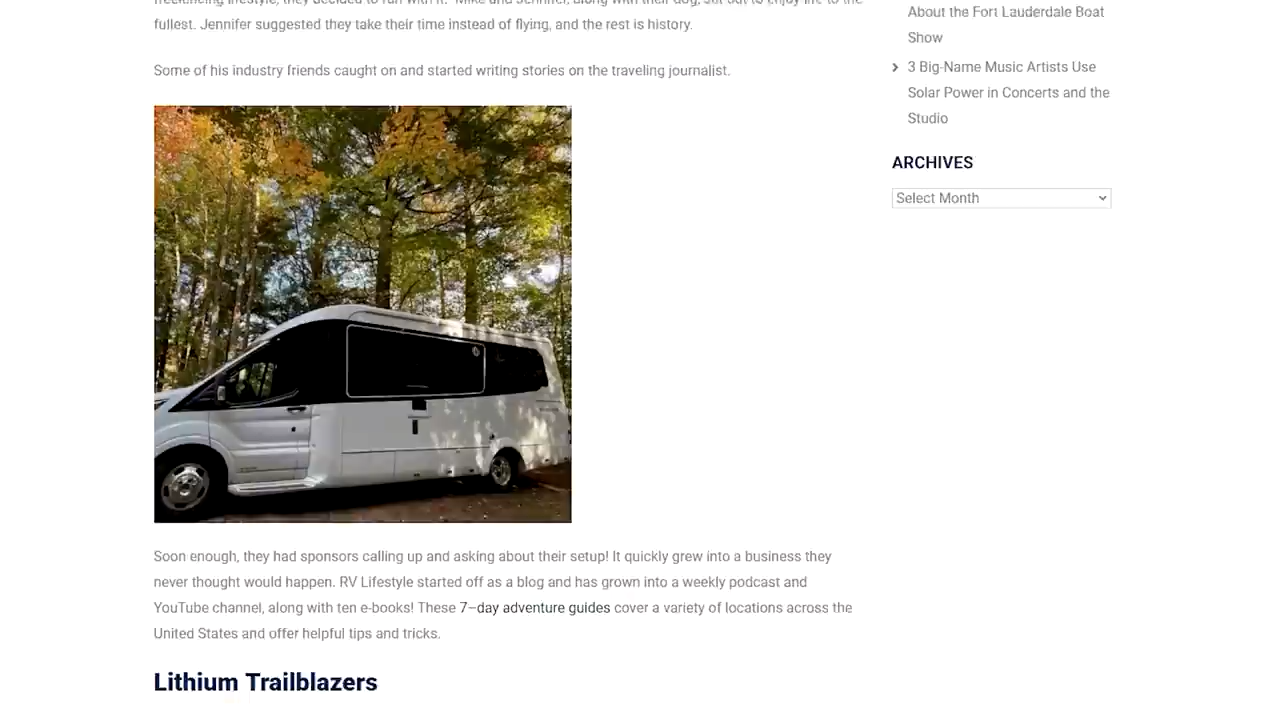 freelancing lifestyle, they decided to run with it. Mike and Jennifer, along with their dog, set out to enjoy life to the
fullest. Jennifer suggested they take their time instead of flying, and the rest is history.
Some of his industry friends caught on and started writing stories on the traveling journalist.
Soon enough, they had sponsors calling up and asking about their setup! It quickly grew into a business they
never thought would happen. RV Lifestyle started off as a blog and has grown into a weekly podcast and
YouTube channel, along with ten e-books! These 7–day adventure guides cover a variety of locations across the
United States and offer helpful tips and tricks.
Lithium Trailblazers
About the Fort Lauderdale Boat
Show
3 Big-Name Music Artists Use
Solar Power in Concerts and the
Studio
ARCHIVES
Select Month